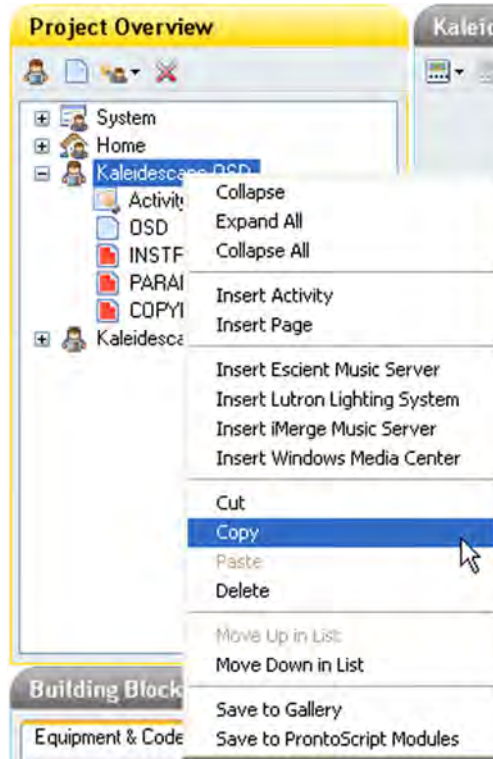 Project Overview
Kaleid
System
Home
Kaleidescape OSD
Activity
OSD
INSTF
PARAI
COPYI
Kaleidesca
Collapse
Expand All
Collapse All
Insert Activity
Insert Page
Insert Escient Music Server
Insert Lutron Lighting System
Insert iMerge Music Server
Insert Windows Media Center
Cut
Copy
Paste
Delete
Move Up in List
Move Down in List
Save to Gallery
Save to ProntoScript Modules
Building Block
Equipment & Code